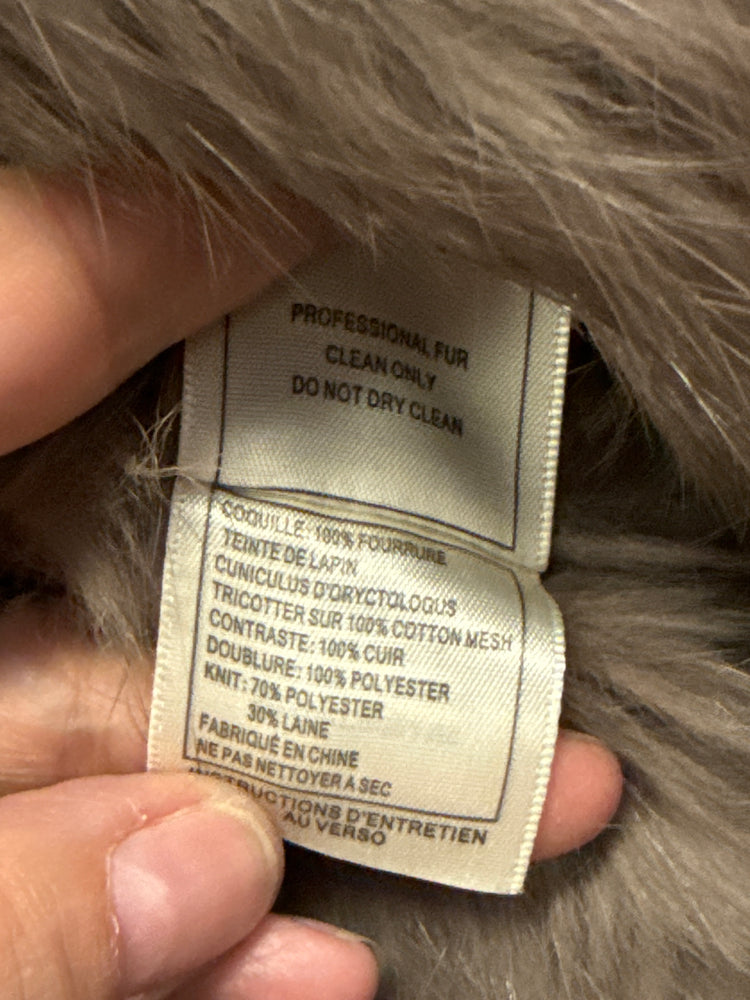 PROFESSIONAL FUR
CLEAN ONLY
DO NOT DRY CLEAN
COQUILLE: 100% FOURRURE
TEINTE DE LAPIN
CUNICULUS D'ORYCTOLOGUS
TRICOTTER SUR 100% COTTON MESH
CONTRASTE: 100% CUIR
DOUBLURE: 100% POLYESTER
KNIT: 70% POLYESTER
30% LAINE
FABRIQUÉ EN CHINE
NE PAS NETTOYER A SEC
INSTRUCTIONS D'ENTRETIEN
AU VERSO